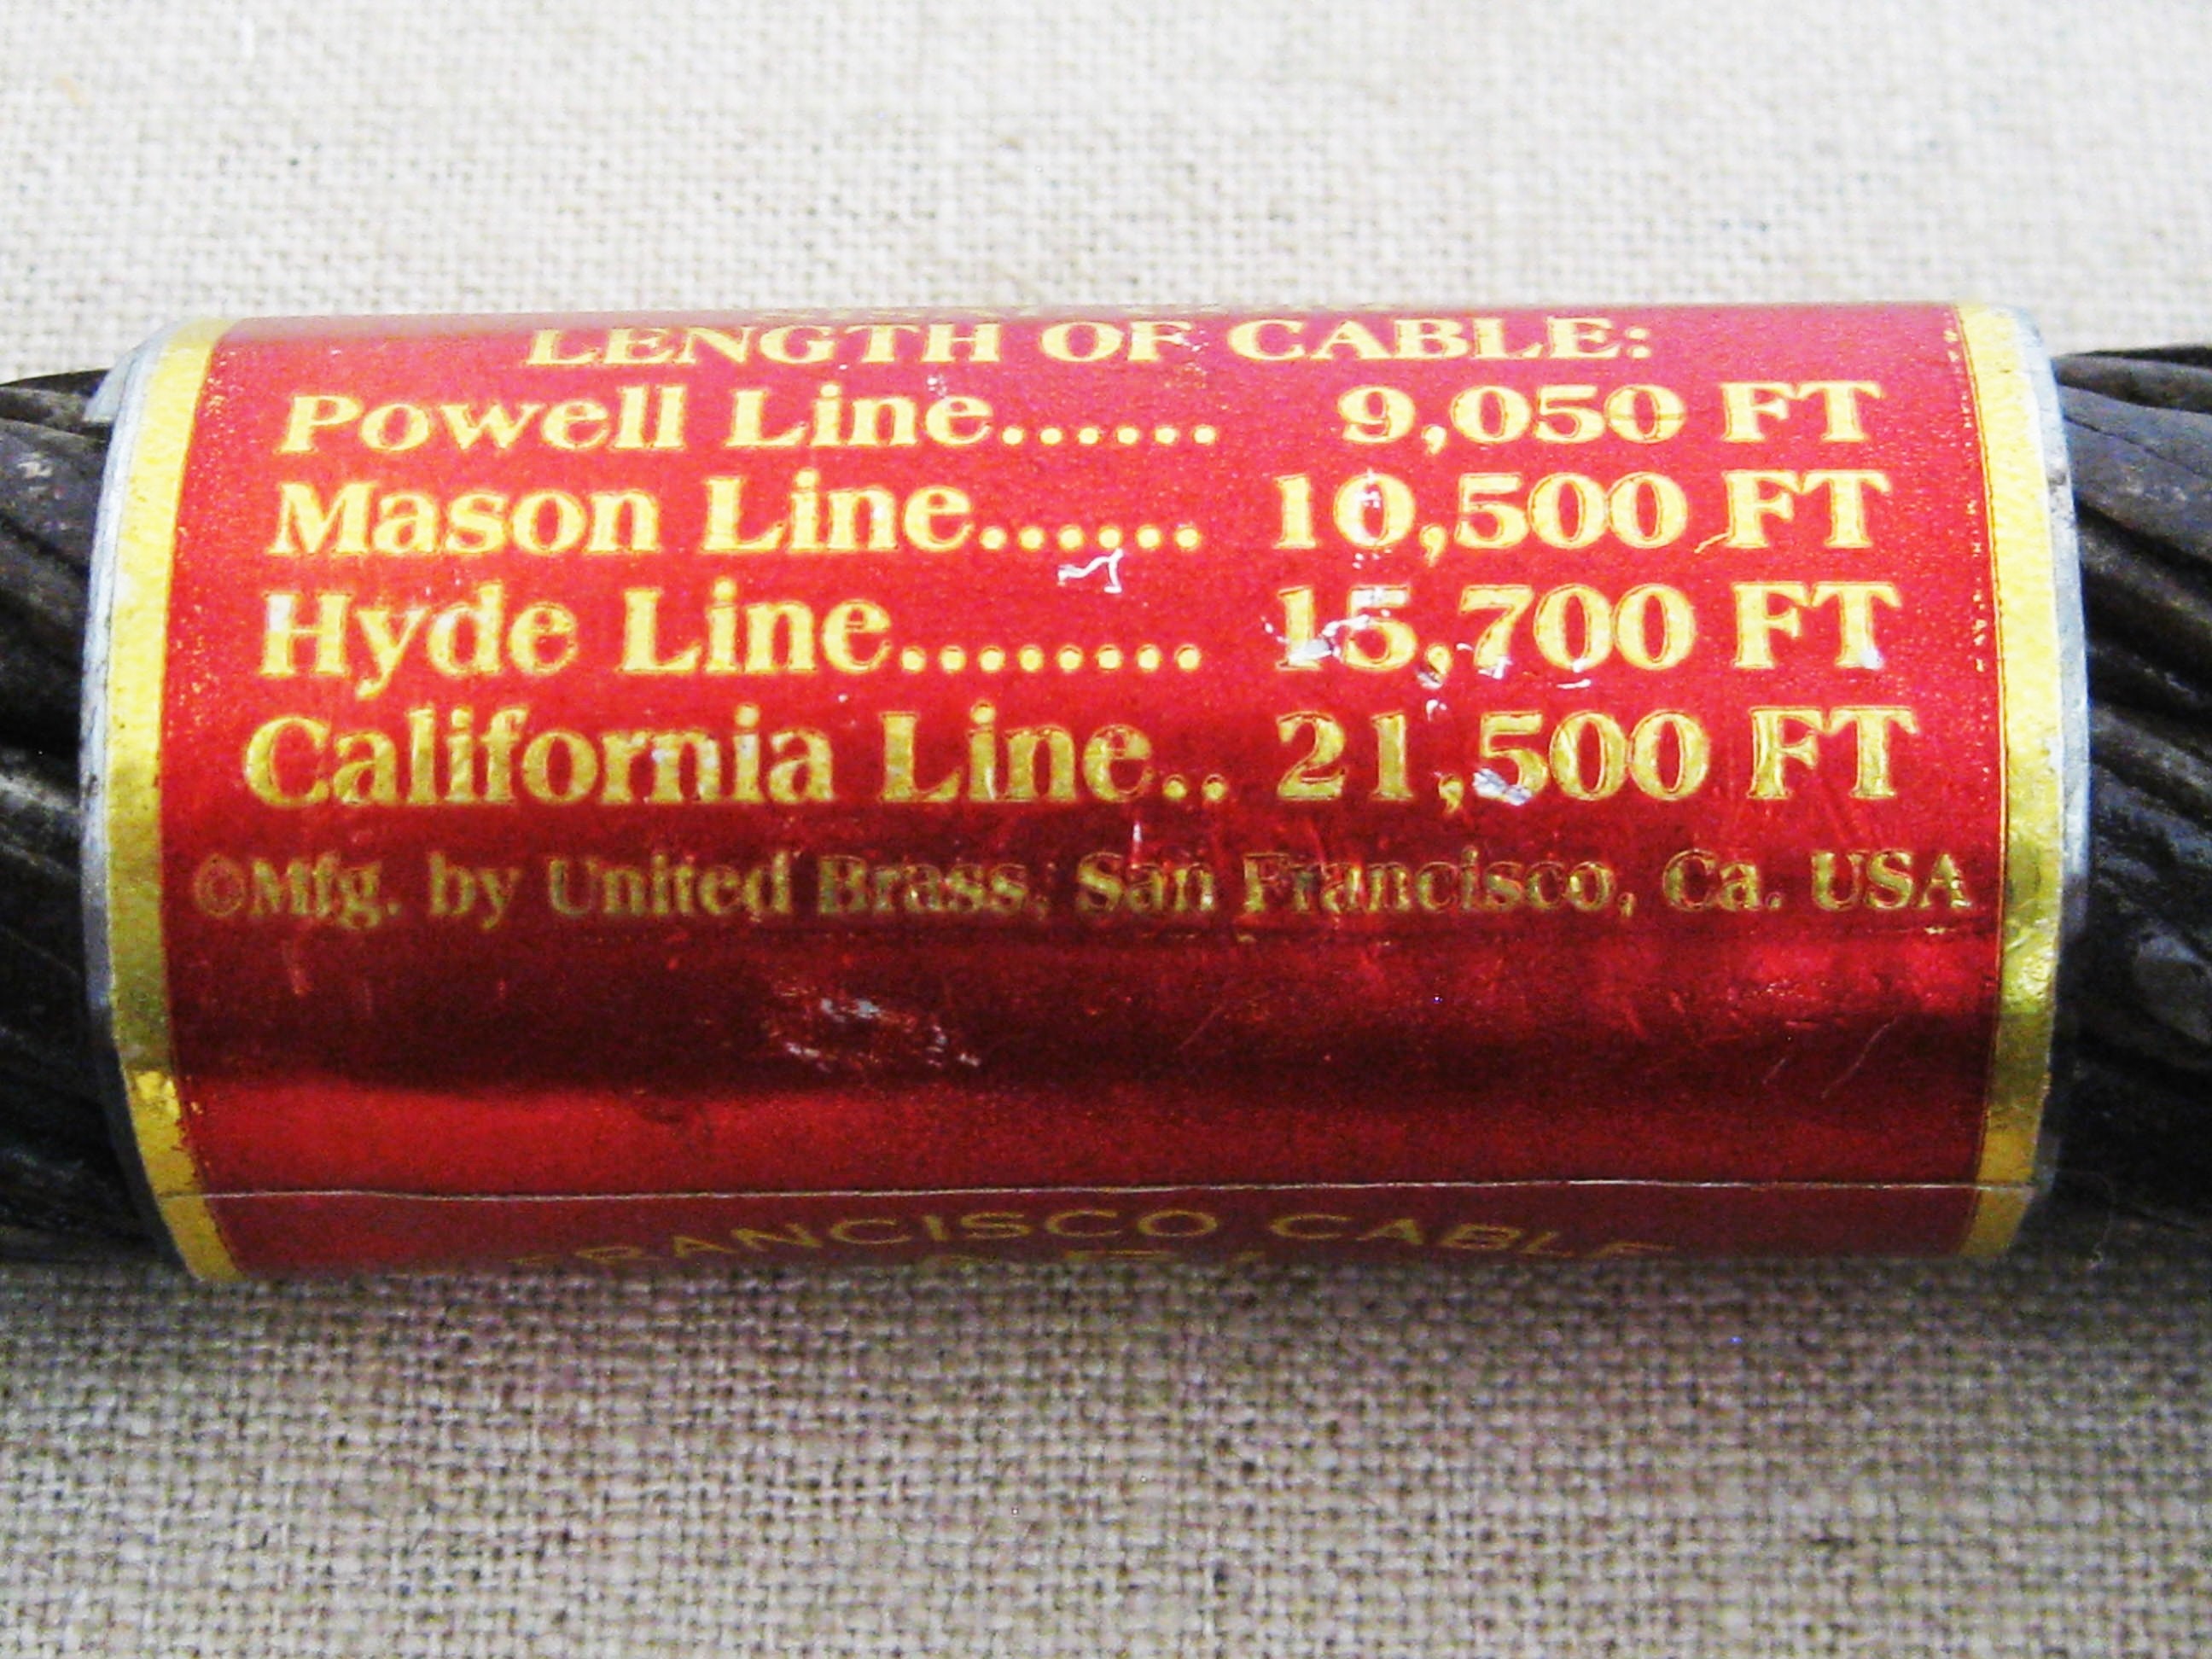 LENGTH OF CABLE:
Powell Line...... 9,050 FT
Mason Line...... 10,500 FT
Hyde Line........ 15,700 FT
California Line.. 21,500 FT
©Mfg. by United Brass, San Francisco, Ca. USA
FRANCISCO CABLE